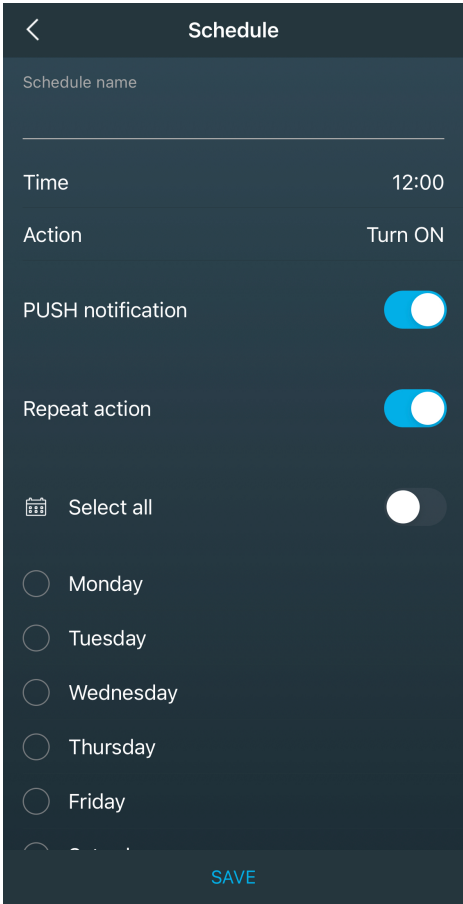 Schedule
Schedule name
Time 12:00
Action Turn ON
PUSH notification
Repeat action
Select all
Monday
Tuesday
Wednesday
Thursday
Friday
SAVE